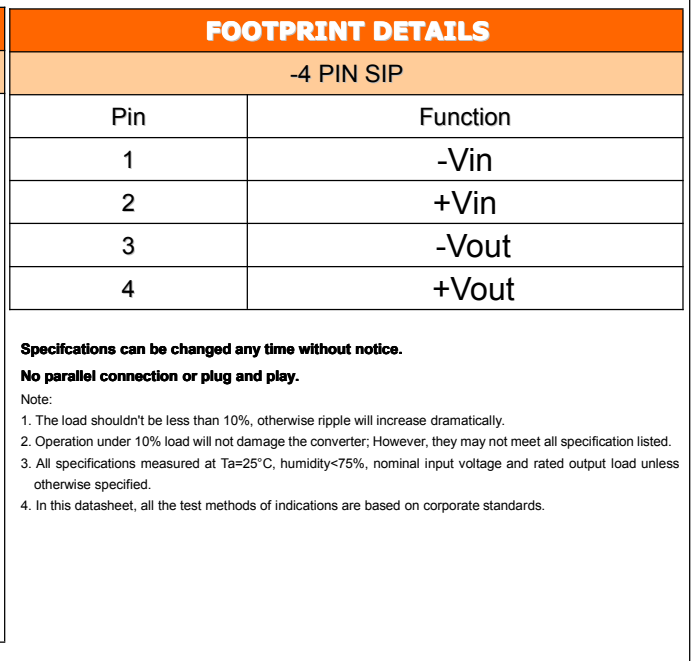 FOOTPRINT DETAILS
-4 PIN SIP
Pin Function
1 -Vin
2 +Vin
3 -Vout
4 +Vout
Specifcations can be changed any time without notice.
No parallel connection or plug and play.
Note:
1. The load shouldn't be less than 10%, otherwise ripple will increase dramatically.
2. Operation under 10% load will not damage the converter; However, they may not meet all specification listed.
3. All specifications measured at Ta=25°C, humidity<75%, nominal input voltage and rated output load unless
otherwise specified.
4. In this datasheet, all the test methods of indications are based on corporate standards.